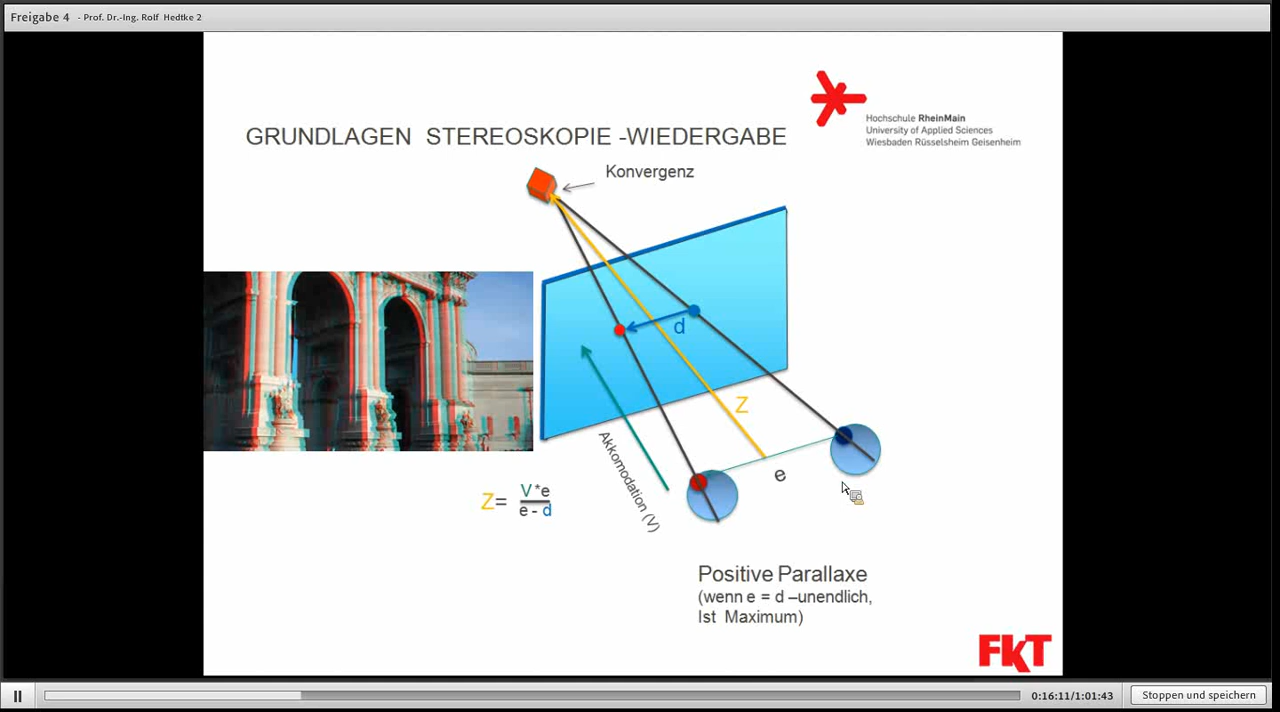 Freigabe 4 - Prof. Dr.-Ing. Rolf Hedtke 2
Hochschule RheinMain
University of Applied Sciences
Wiesbaden Rüsselsheim Geisenheim
GRUNDLAGEN STEREOSKOPIE -WIEDERGABE
Konvergenz
d
Z
e
Akkomodation (V)
Z= V*e
e - d
Positive Parallaxe
(wenn e = d –unendlich,
Ist Maximum)
FKT
0:16:11/1:01:43
Stoppen und speichern